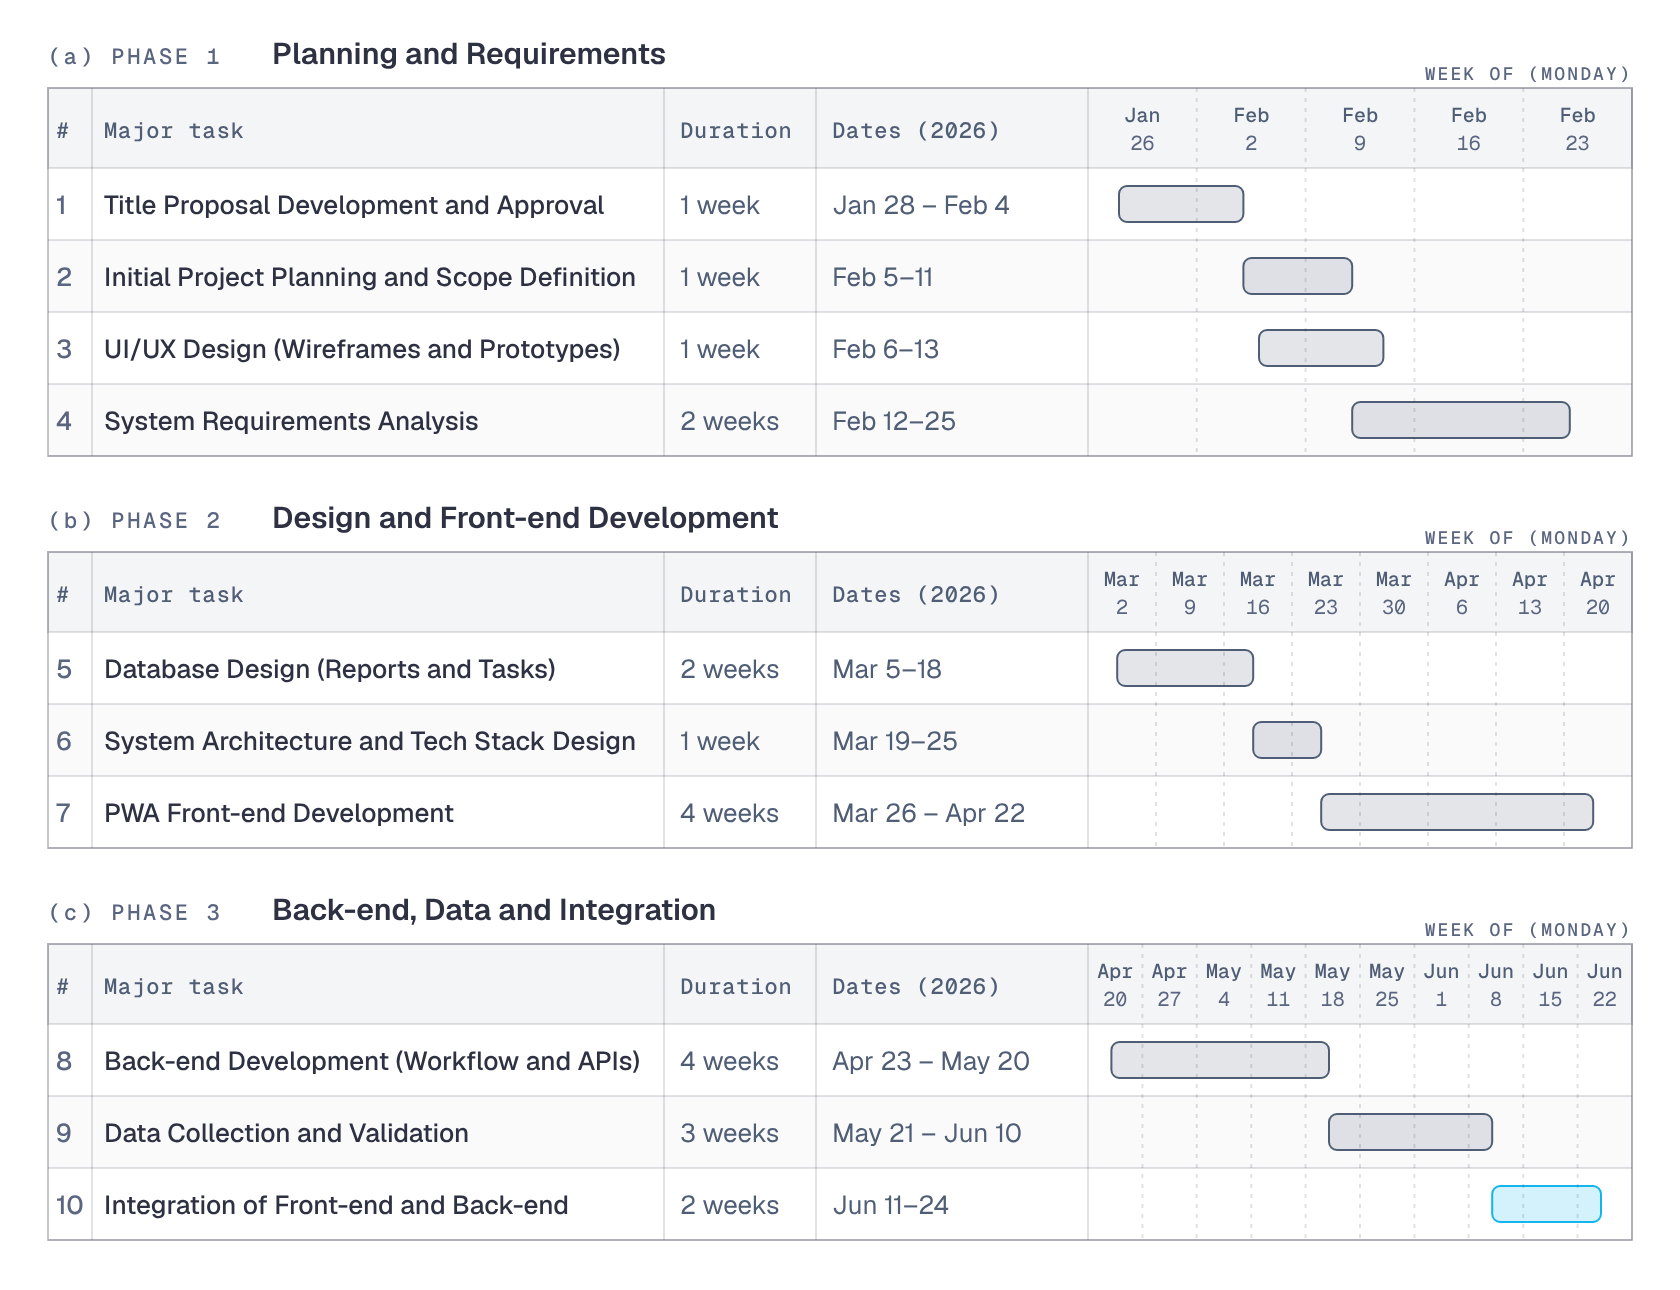 (a) PHASE 1 Planning and Requirements
WEEK OF (MONDAY)
# Major task Duration Dates (2026) Jan 26 Feb 2 Feb 9 Feb 16 Feb 23
1 Title Proposal Development and Approval 1 week Jan 28 – Feb 4
2 Initial Project Planning and Scope Definition 1 week Feb 5–11
3 UI/UX Design (Wireframes and Prototypes) 1 week Feb 6–13
4 System Requirements Analysis 2 weeks Feb 12–25
(b) PHASE 2 Design and Front-end Development
WEEK OF (MONDAY)
# Major task Duration Dates (2026) Mar 2 Mar 9 Mar 16 Mar 23 Mar 30 Apr 6 Apr 13 Apr 20
5 Database Design (Reports and Tasks) 2 weeks Mar 5–18
6 System Architecture and Tech Stack Design 1 week Mar 19–25
7 PWA Front-end Development 4 weeks Mar 26 – Apr 22
(c) PHASE 3 Back-end, Data and Integration
WEEK OF (MONDAY)
# Major task Duration Dates (2026) Apr 20 Apr 27 May 4 May 11 May 18 May 25 Jun 1 Jun 8 Jun 15 Jun 22
8 Back-end Development (Workflow and APIs) 4 weeks Apr 23 – May 20
9 Data Collection and Validation 3 weeks May 21 – Jun 10
10 Integration of Front-end and Back-end 2 weeks Jun 11–24